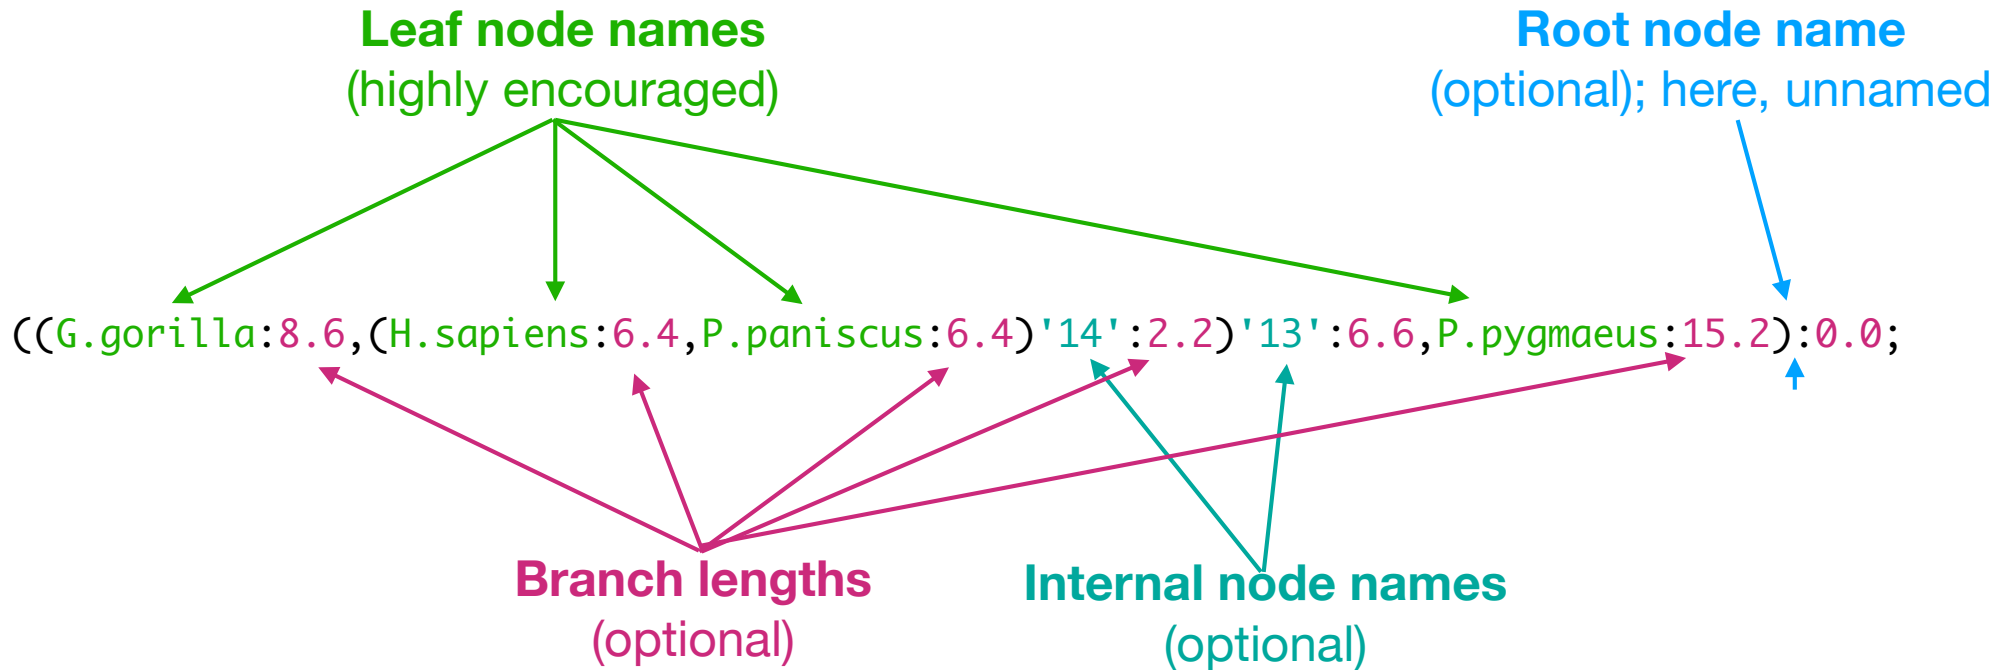 Leaf node names
(highly encouraged)
Root node name
(optional); here, unnamed
((G.gorilla:8.6,(H.sapiens:6.4,P.paniscus:6.4)'14':2.2)'13':6.6,P.pygmaeus:15.2):0.0;
Branch lengths
(optional)
Internal node names
(optional)